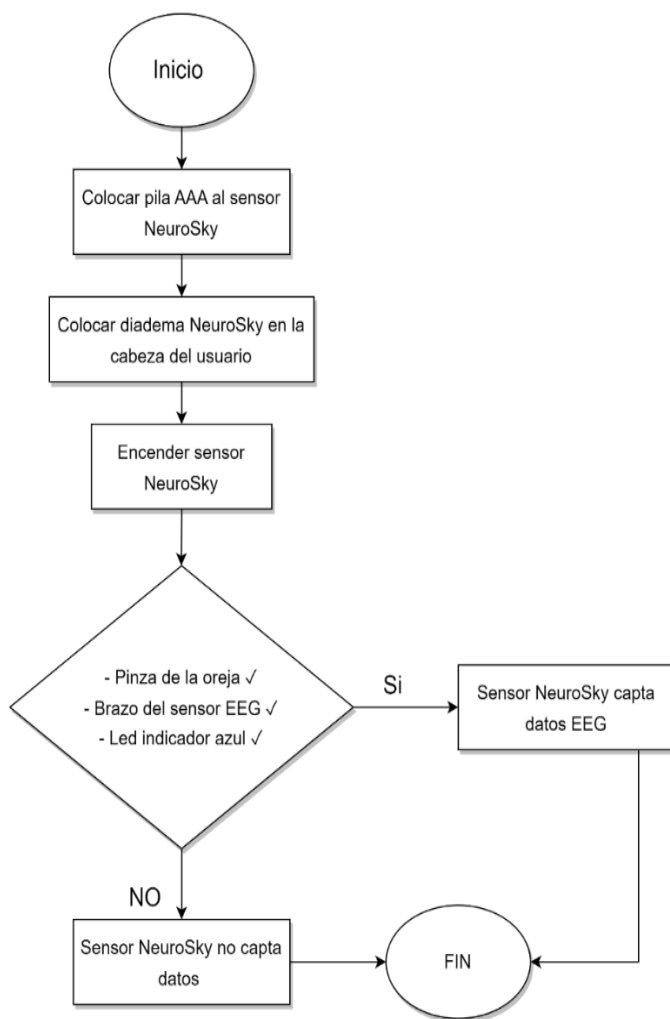 Inicio
Colocar pila AAA al sensor
NeuroSky
Colocar diadema NeuroSky en la
cabeza del usuario
Encender sensor
NeuroSky
- Pinza de la oreja ✓
- Brazo del sensor EEG ✓
- Led indicador azul ✓
Si
Sensor NeuroSky capta
datos EEG
NO
Sensor NeuroSky no capta
datos
FIN